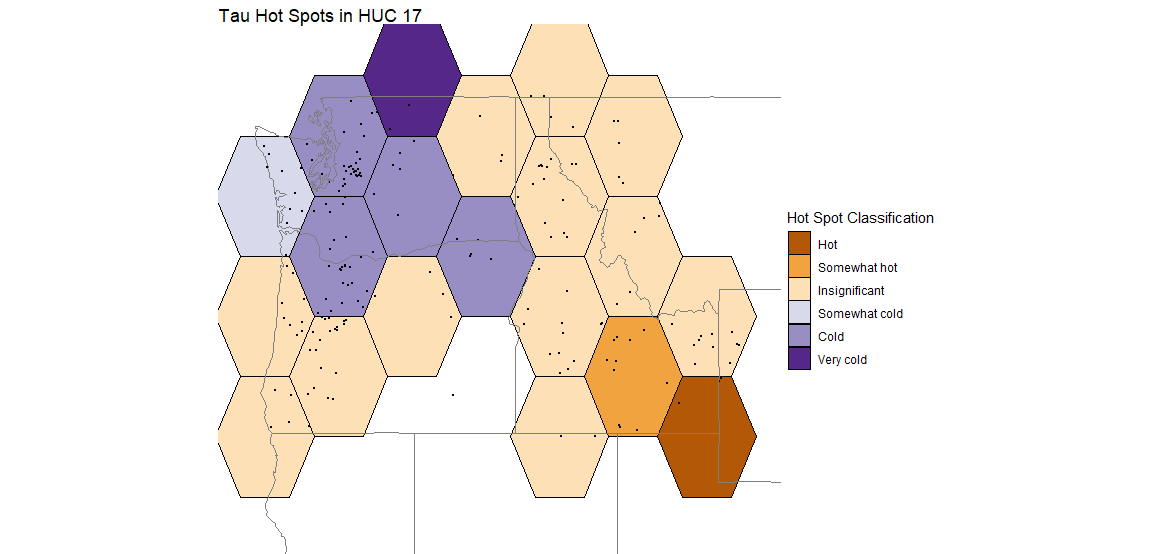 Tau Hot Spots in HUC 17
Hot Spot Classification
Hot
Somewhat hot
Insignificant
Somewhat cold
Cold
Very cold